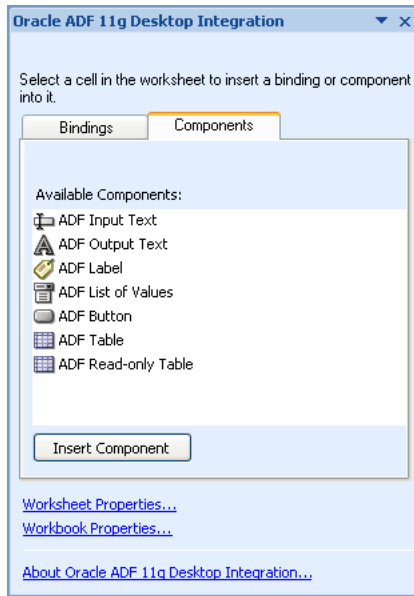 Oracle ADF 11g Desktop Integration
Select a cell in the worksheet to insert a binding or component
into it.
Bindings
Components
Available Components:
ADF Input Text
ADF Output Text
ADF Label
ADF List of Values
ADF Button
ADF Table
ADF Read-only Table
Insert Component
Worksheet Properties...
Workbook Properties...
About Oracle ADF 11g Desktop Integration...